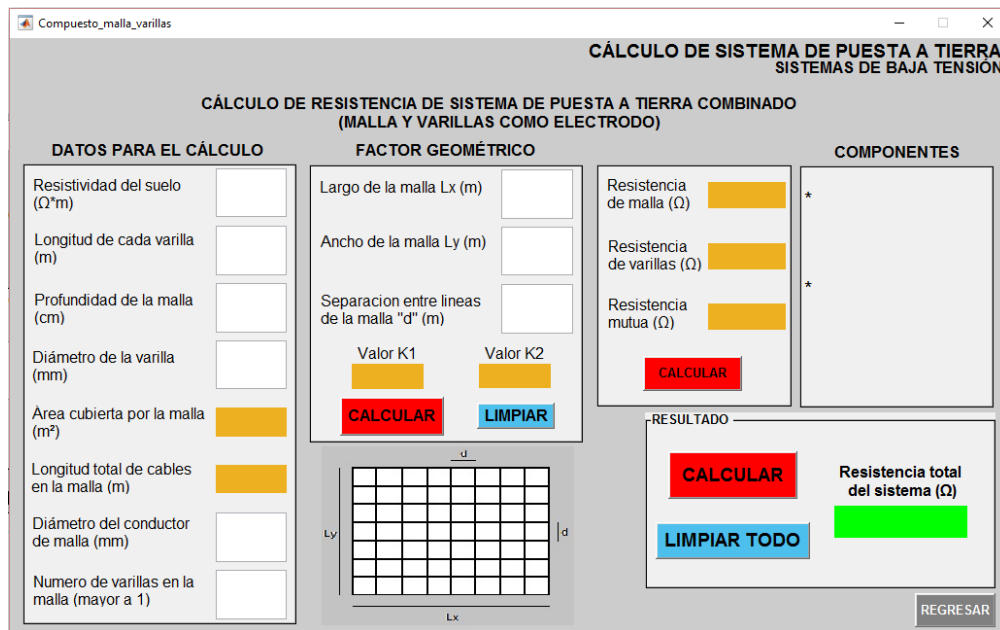 Compuesto_malla_varillas
CÁLCULO DE SISTEMA DE PUESTA A TIERRA
SISTEMAS DE BAJA TENSIÓN
CÁLCULO DE RESISTENCIA DE SISTEMA DE PUESTA A TIERRA COMBINADO
(MALLA Y VARILLAS COMO ELECTRODO)
DATOS PARA EL CÁLCULO
Resistividad del suelo
(Ω*m)
Longitud de cada varilla
(m)
Profundidad de la malla
(cm)
Diámetro de la varilla
(mm)
Área cubierta por la malla
(m²)
Longitud total de cables
en la malla (m)
Diámetro del conductor
de malla (mm)
Numero de varillas en la
malla (mayor a 1)
FACTOR GEOMÉTRICO
Largo de la malla Lx (m)
Ancho de la malla Ly (m)
Separacion entre lineas
de la malla "d" (m)
Valor K1 Valor K2
CALCULAR LIMPIAR
d
Ly
d
Lx
Resistencia
de malla (Ω)
Resistencia
de varillas (Ω)
Resistencia
mutua (Ω)
CALCULAR
COMPONENTES
*
*
RESULTADO
CALCULAR
LIMPIAR TODO
Resistencia total
del sistema (Ω)
REGRESAR